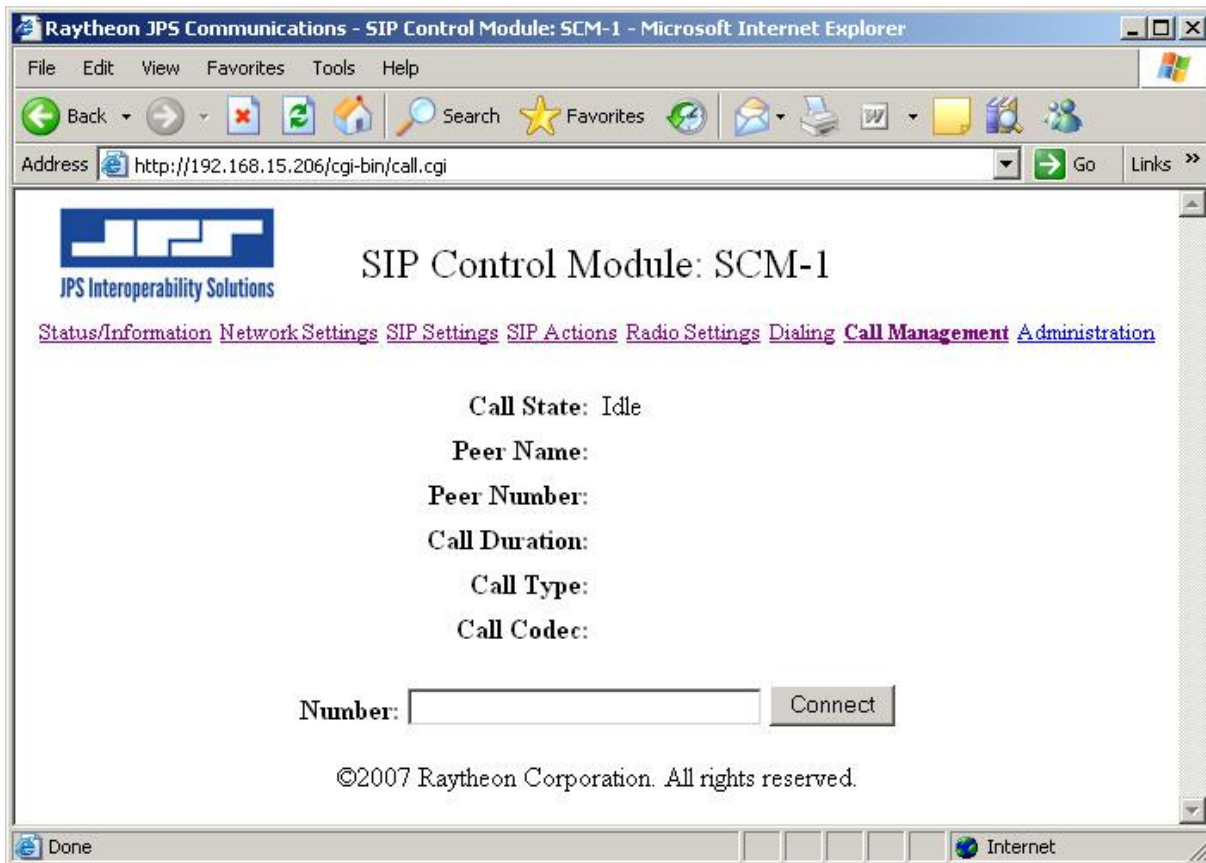 Raytheon JPS Communications - SIP Control Module: SCM-1 - Microsoft Internet Explorer
File Edit View Favorites Tools Help
Back Search Favorites
Address http://192.168.15.206/cgi-bin/call.cgi Go Links »
JPS
JPS Interoperability Solutions
SIP Control Module: SCM-1
Status/Information Network Settings SIP Settings SIP Actions Radio Settings Dialing Call Management Administration
Call State: Idle
Peer Name:
Peer Number:
Call Duration:
Call Type:
Call Codec:
Number: Connect
©2007 Raytheon Corporation. All rights reserved.
Done Internet